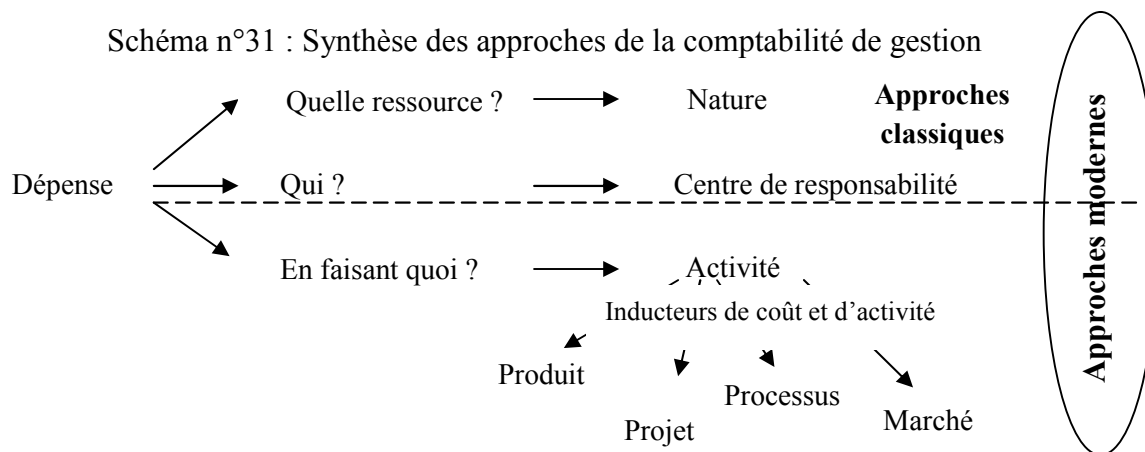 Schéma n°31 : Synthèse des approches de la comptabilité de gestion
Quelle ressource ?
Nature
Approches
classiques
Dépense
Qui ?
Centre de responsabilité
En faisant quoi ?
Activité
Inducteurs de coût et d'activité
Produit
Processus
Projet
Marché
Approches modernes